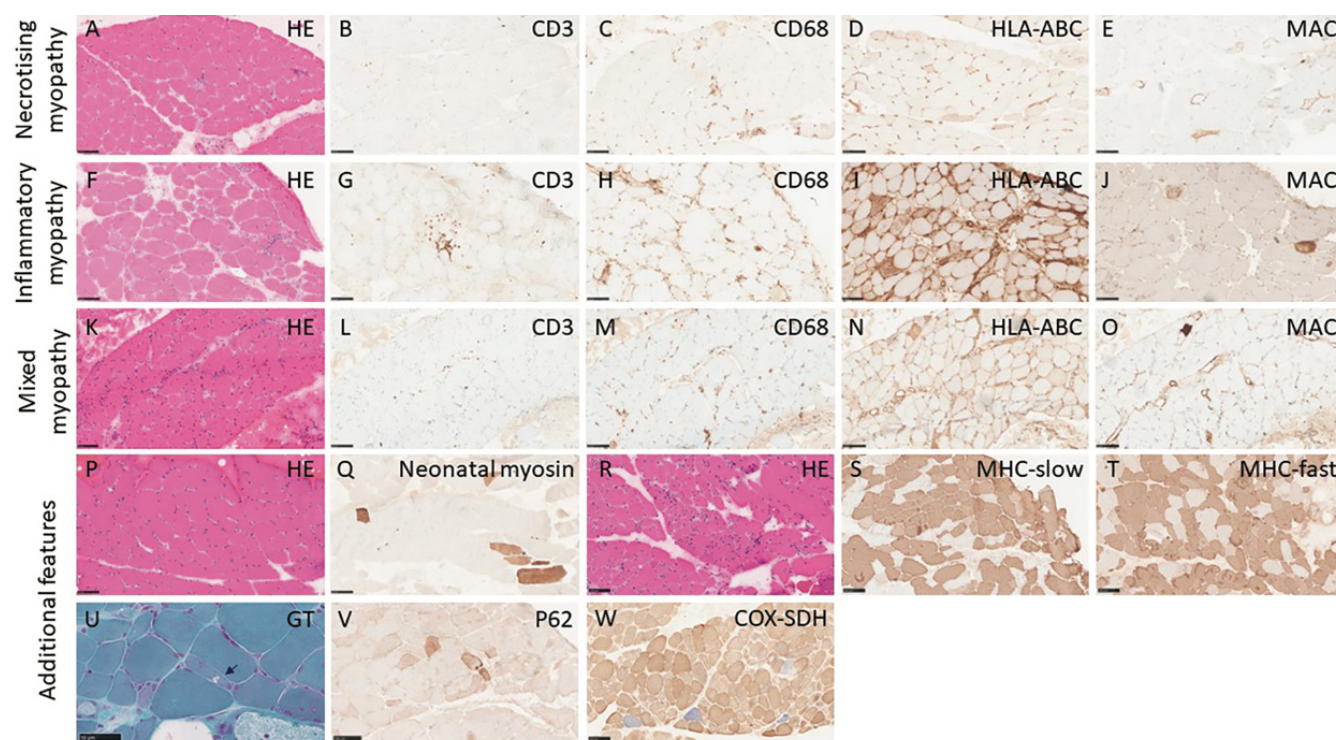 Necrotising
myopathy
A HE
B CD3
C CD68
D HLA-ABC
E MAC
Inflammatory
myopathy
F HE
G CD3
H CD68
I HLA-ABC
J MAC
Mixed
myopathy
K HE
L CD3
M CD68
N HLA-ABC
O MAC
Additional features
P HE
Q Neonatal myosin
R HE
S MHC-slow
T MHC-fast
U GT
V P62
W COX-SDH